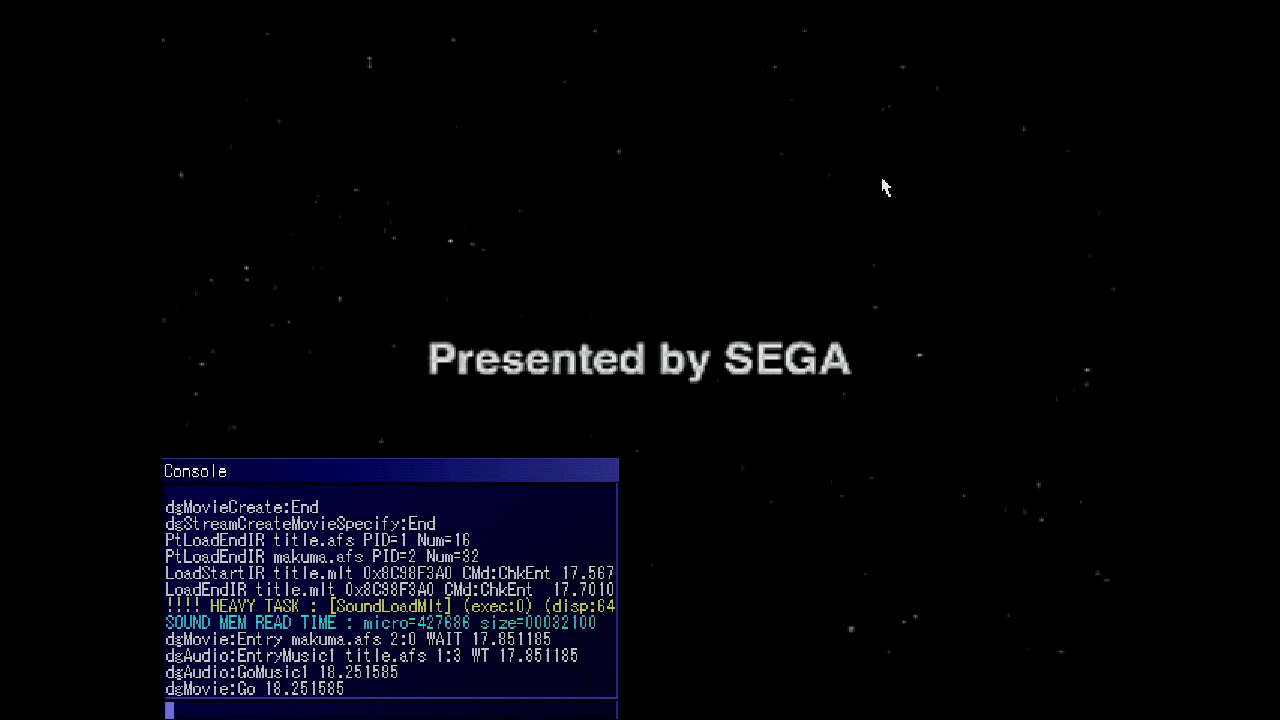 Presented by SEGA
Console
dgMovieCreate:End
dgStreamCreateMovieSpecify:End
PtLoadEndIR title.afs PID=1 Num=16
PtLoadEndIR makuma.afs PID=2 Num=32
LoadStartIR title.mlt 0x8C98F3A0 CMd:ChkEnt 17.567
LoadEndIR title.mlt 0x8C98F3A0 CMd:ChkEnt 17.7010
!!!! HEAVY TASK : [SoundLoadMlt] (exec:0) (disp:64
SOUND MEM READ TIME : micro=427686 size=00032100
dgMovie:Entry makuma.afs 2:0 WAIT 17.851185
dgAudio:EntryMusic1 title.afs 1:3 WT 17.851185
dgAudio:GoMusic1 18.251585
dgMovie:Go 18.251585